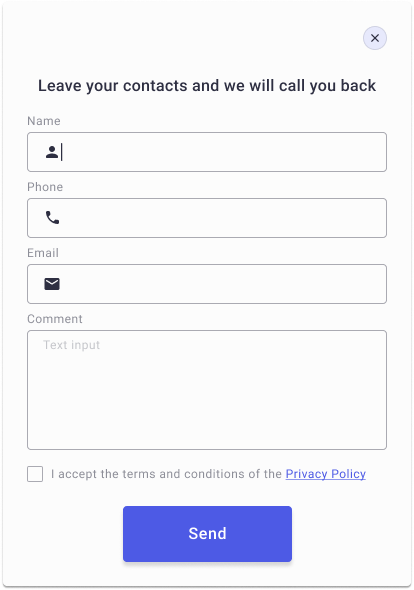 Leave your contacts and we will call you back
Name
Phone
Email
Comment
Text input
I accept the terms and conditions of the Privacy Policy
Send